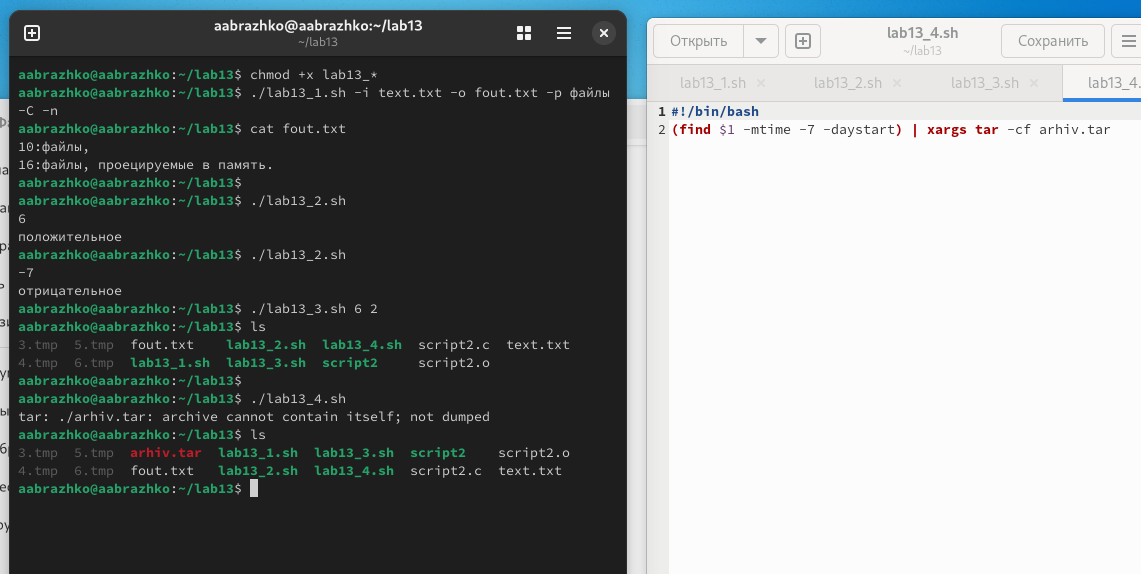 aabrazhko@aabrazhko:~/lab13
~/lab13
aabrazhko@aabrazhko:~/lab13$ chmod +x lab13_*
aabrazhko@aabrazhko:~/lab13$ ./lab13_1.sh -i text.txt -o fout.txt -p файлы
-C -n
aabrazhko@aabrazhko:~/lab13$ cat fout.txt
10:файлы,
16:файлы, проецируемые в память.
aabrazhko@aabrazhko:~/lab13$
aabrazhko@aabrazhko:~/lab13$ ./lab13_2.sh
6
положительное
aabrazhko@aabrazhko:~/lab13$ ./lab13_2.sh
-7
отрицательное
aabrazhko@aabrazhko:~/lab13$ ./lab13_3.sh 6 2
aabrazhko@aabrazhko:~/lab13$ ls
3.tmp 5.tmp fout.txt lab13_2.sh lab13_4.sh script2.c text.txt
4.tmp 6.tmp lab13_1.sh lab13_3.sh script2 script2.o
aabrazhko@aabrazhko:~/lab13$
aabrazhko@aabrazhko:~/lab13$ ./lab13_4.sh
tar: ./arhiv.tar: archive cannot contain itself; not dumped
aabrazhko@aabrazhko:~/lab13$ ls
3.tmp 5.tmp arhiv.tar lab13_1.sh lab13_3.sh script2 script2.o
4.tmp 6.tmp fout.txt lab13_2.sh lab13_4.sh script2.c text.txt
aabrazhko@aabrazhko:~/lab13$
Открыть
lab13_4.sh
~/lab13
Сохранить
lab13_1.sh
lab13_2.sh
lab13_3.sh
lab13_4.
1 #!/bin/bash
2 (find $1 -mtime -7 -daystart) | xargs tar -cf arhiv.tar